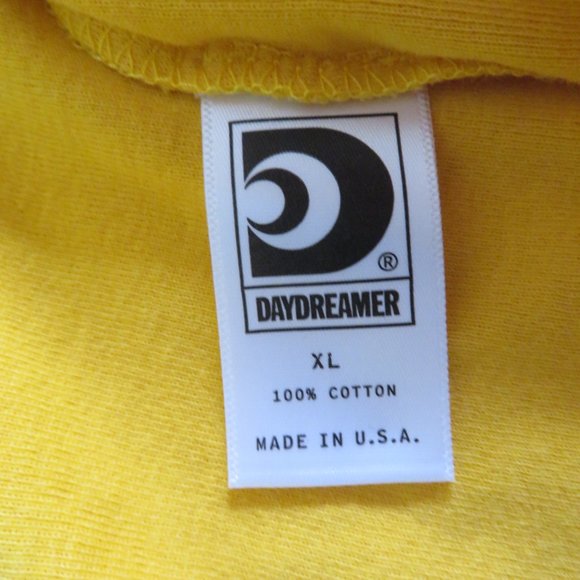 ®
DAYDREAMER
XL
100% COTTON
MADE IN U.S.A.